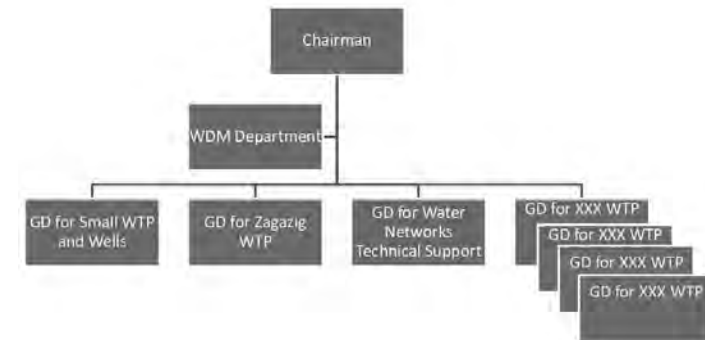 Chairman
WDM Department
GD for Small WTP
and Wells
GD for Zagazig
WTP
GD for Water
Networks
Technical Support
GD for XXX WTP
GD for XXX WTP
GD for XXX WTP
GD for XXX WTP